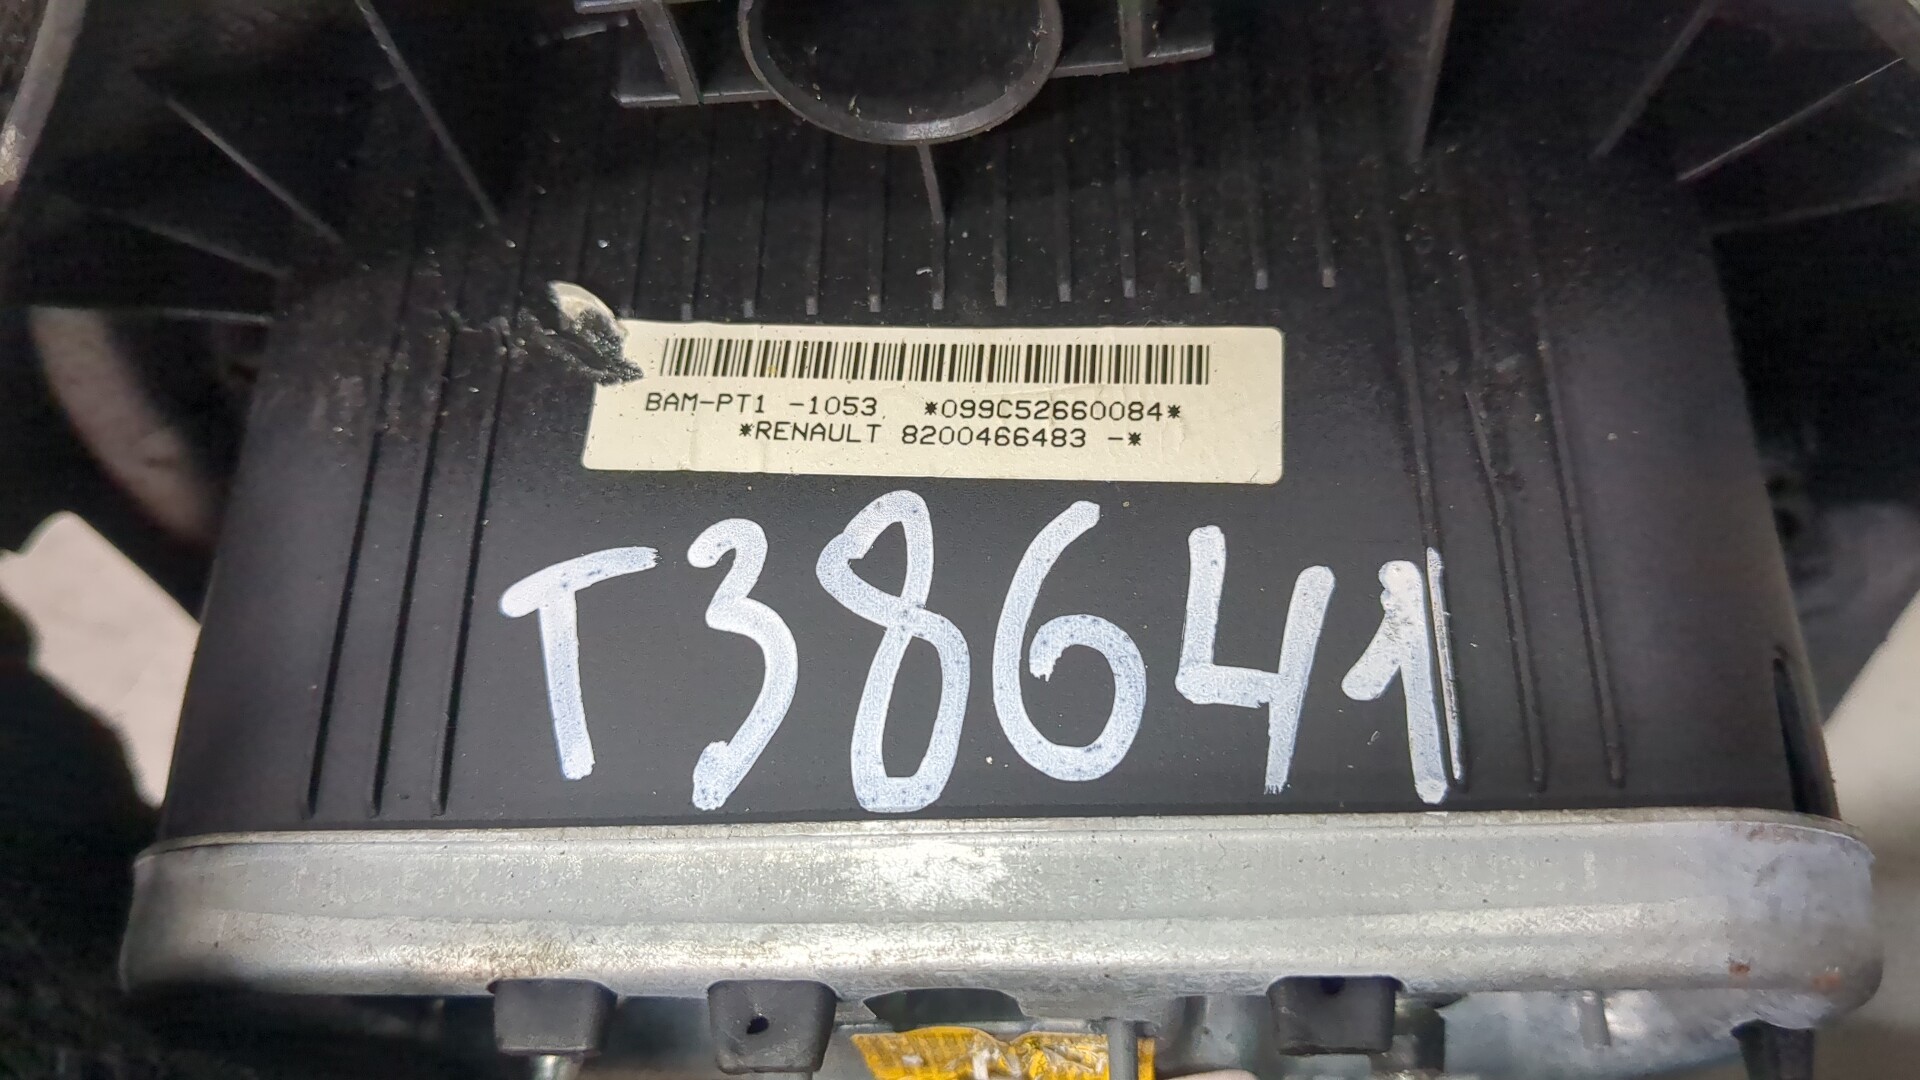 BAM-PT1 -1053 *099C52660084*
*RENAULT 8200466483 -*
T38641